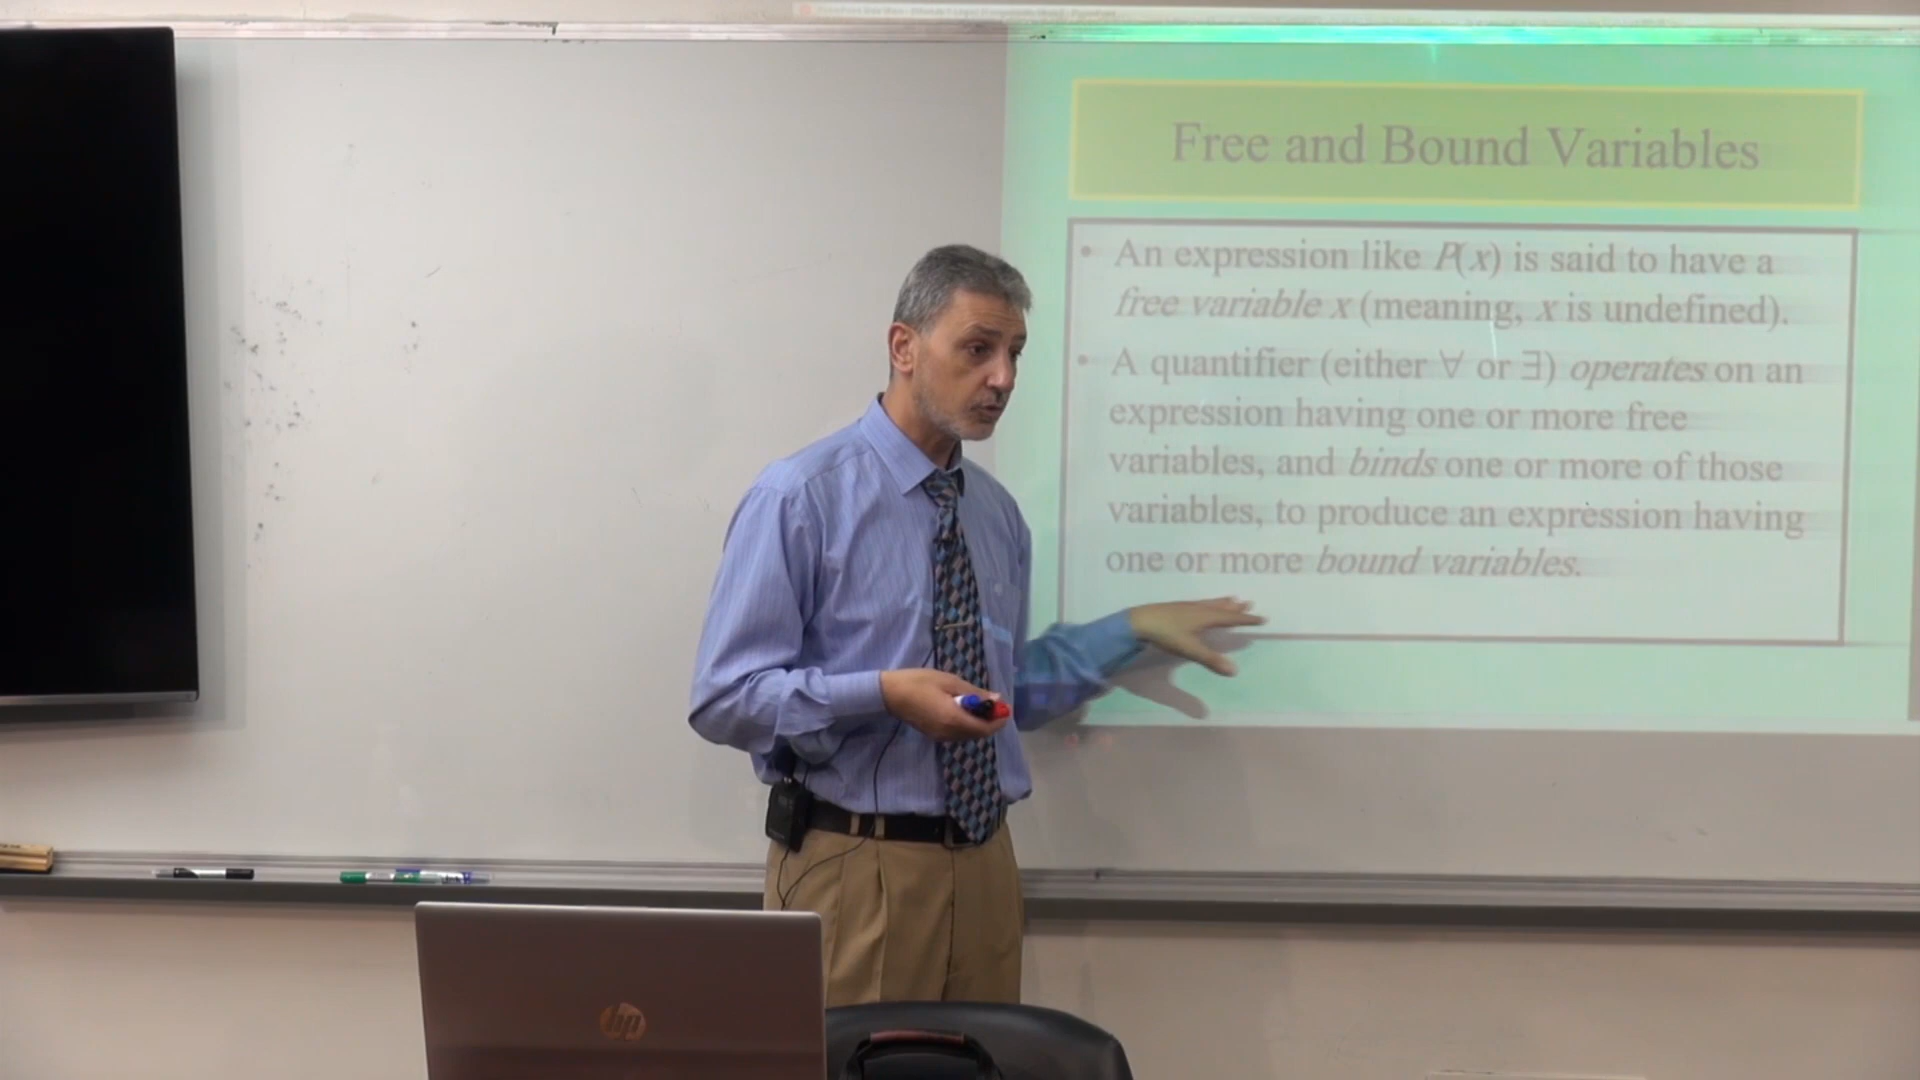 Free and Bound Variables
• An expression like P(x) is said to have a
free variable x (meaning, x is undefined).
• A quantifier (either ∀ or ∃) operates on an
expression having one or more free
variables, and binds one or more of those
variables, to produce an expression having
one or more bound variables.
hp